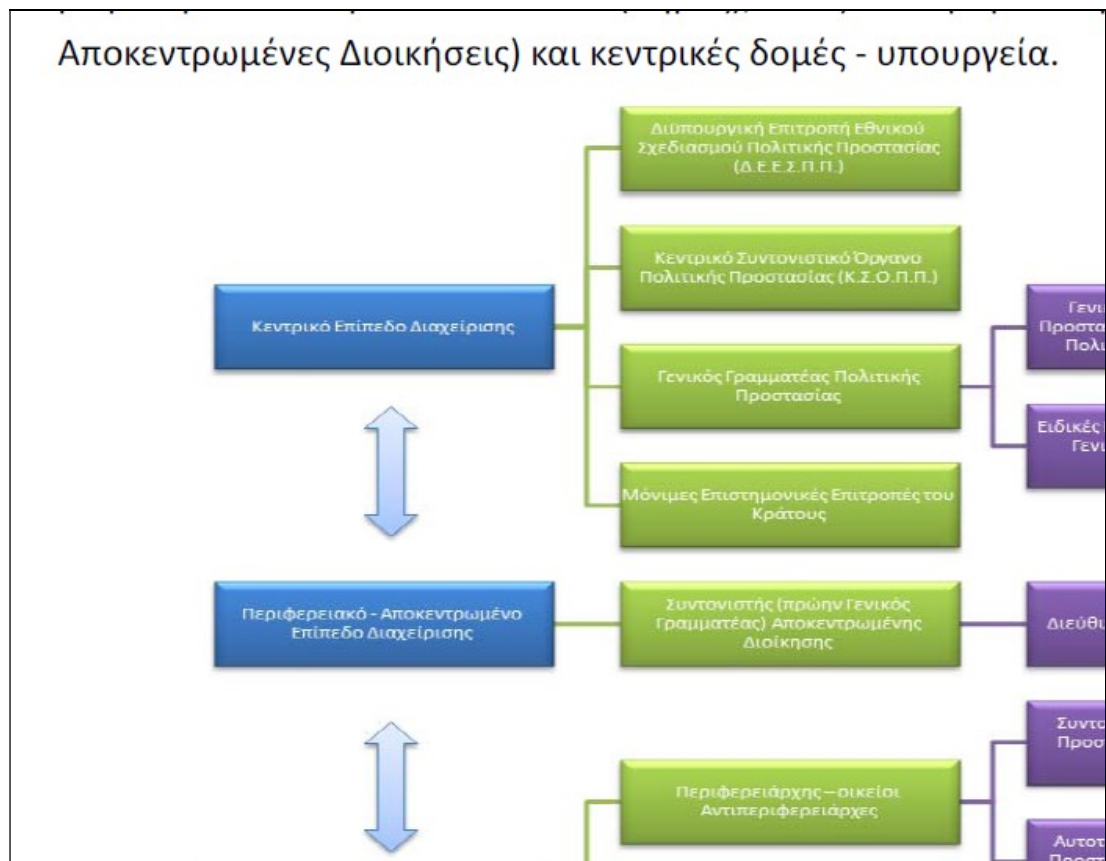 Αποκεντρωμένες Διοικήσεις) και κεντρικές δομές - υπουργεία.
Διϋπουργική Επιτροπή Εθνικού
Σχεδιασμού Πολιτικής Προστασίας
(Δ.Ε.Ε.Σ.Π.Π.)
Κεντρικό Συντονιστικό Όργανο
Πολιτικής Προστασίας (Κ.Σ.Ο.Π.Π.)
Κεντρικό Επίπεδο Διαχείρισης
Γενικός Γραμματέας Πολιτικής
Προστασίας
Μόνιμες Επιστημονικές Επιτροπές του
Κράτους
Ειδικές
Περιφερειακό - Αποκεντρωμένο
Επίπεδο Διαχείρισης
Συντονιστής (πρώην Γενικός
Γραμματέας) Αποκεντρωμένης
Διοίκησης
Περιφερειάρχης – οικείοι
Αντιπεριφερειάρχες